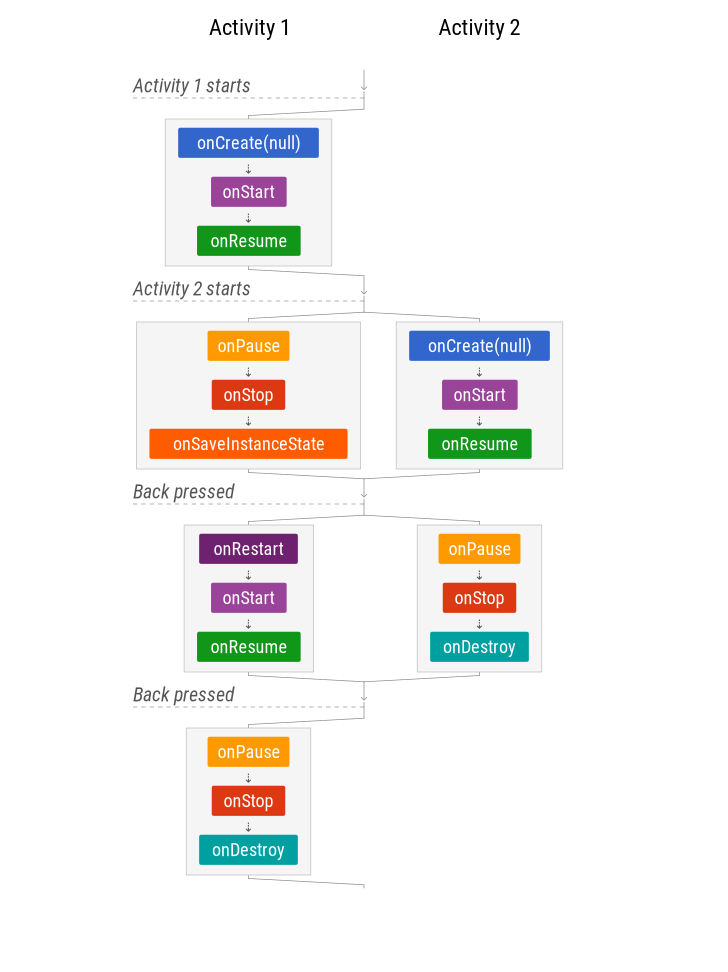 Activity 1 Activity 2
Activity 1 starts
onCreate(null)
onStart
onResume
Activity 2 starts
onPause
onStop
onSaveInstanceState
onCreate(null)
onStart
onResume
Back pressed
onRestart
onStart
onResume
onPause
onStop
onDestroy
Back pressed
onPause
onStop
onDestroy